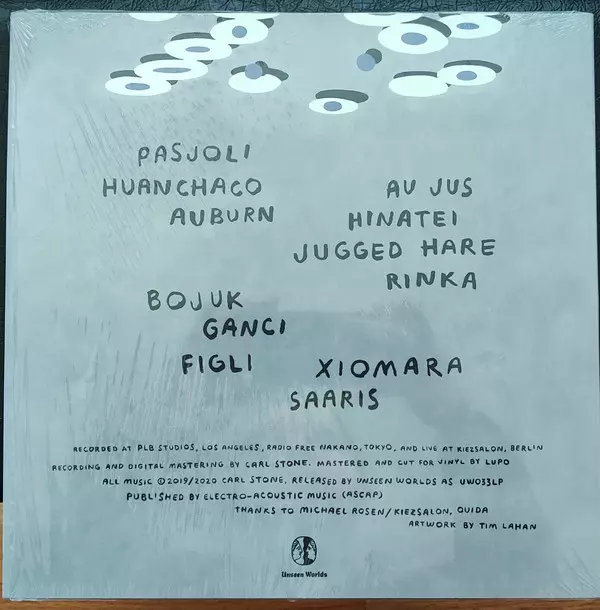 PASJOLI
HUANCHACO
AUBURN
AU JUS
HINATEI
JUGGED HARE
RINKA
BOJUK
GANCI
FIGLI
XIOMARA
SAARIS
RECORDED AT PLB STUDIOS, LOS ANGELES, RADIO FREE NAKANO, TOKYO, AND LIVE AT KIEZSALON, BERLIN
RECORDING AND DIGITAL MASTERING BY CARL STONE. MASTERED AND CUT FOR VINYL BY LUPO
ALL MUSIC ©2019/2020 CARL STONE, RELEASED BY UNSEEN WORLDS AS UW033LP
PUBLISHED BY ELECTRO-ACOUSTIC MUSIC (ASCAP)
THANKS TO MICHAEL ROSEN/KIEZSALON, OUIDA
ARTWORK BY TIM LAHAN
Unseen Worlds